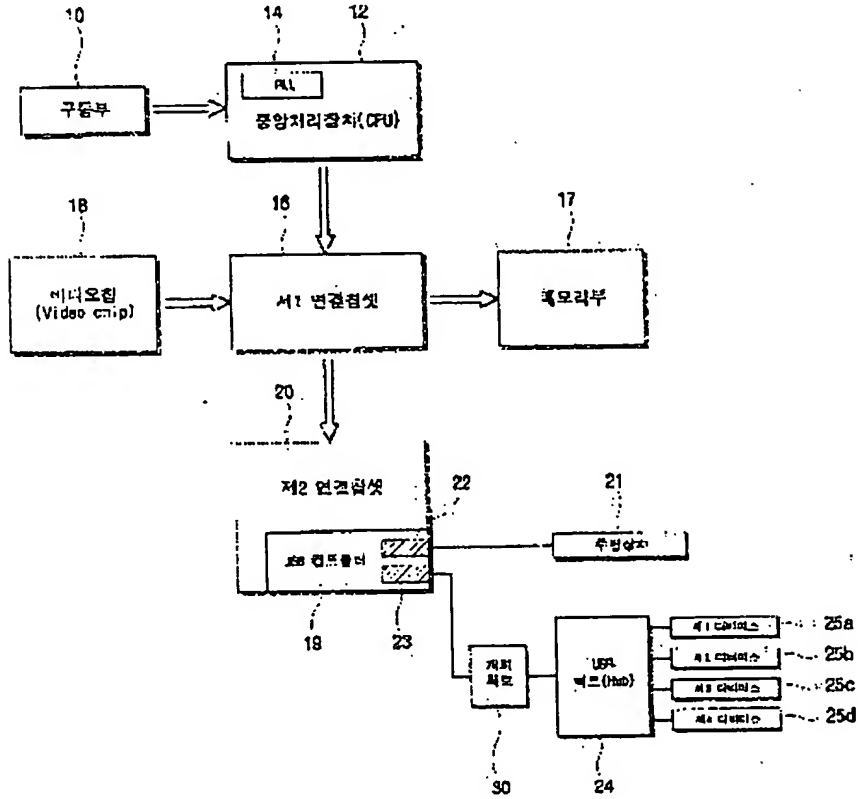 10
14
12
PLL
구동부
중앙처리장치(CPU)
18
16
17
비디오칩
(Video chip)
제1 연결칩셋
메모리부
20
제2 연결칩셋
22
21
USB 컨트롤러
주변장치
19
23
제1 디바이스
25a
제2 디바이스
25b
USB
허브(Hub)
제3 디바이스
25c
제4 디바이스
25d
회로
30
24